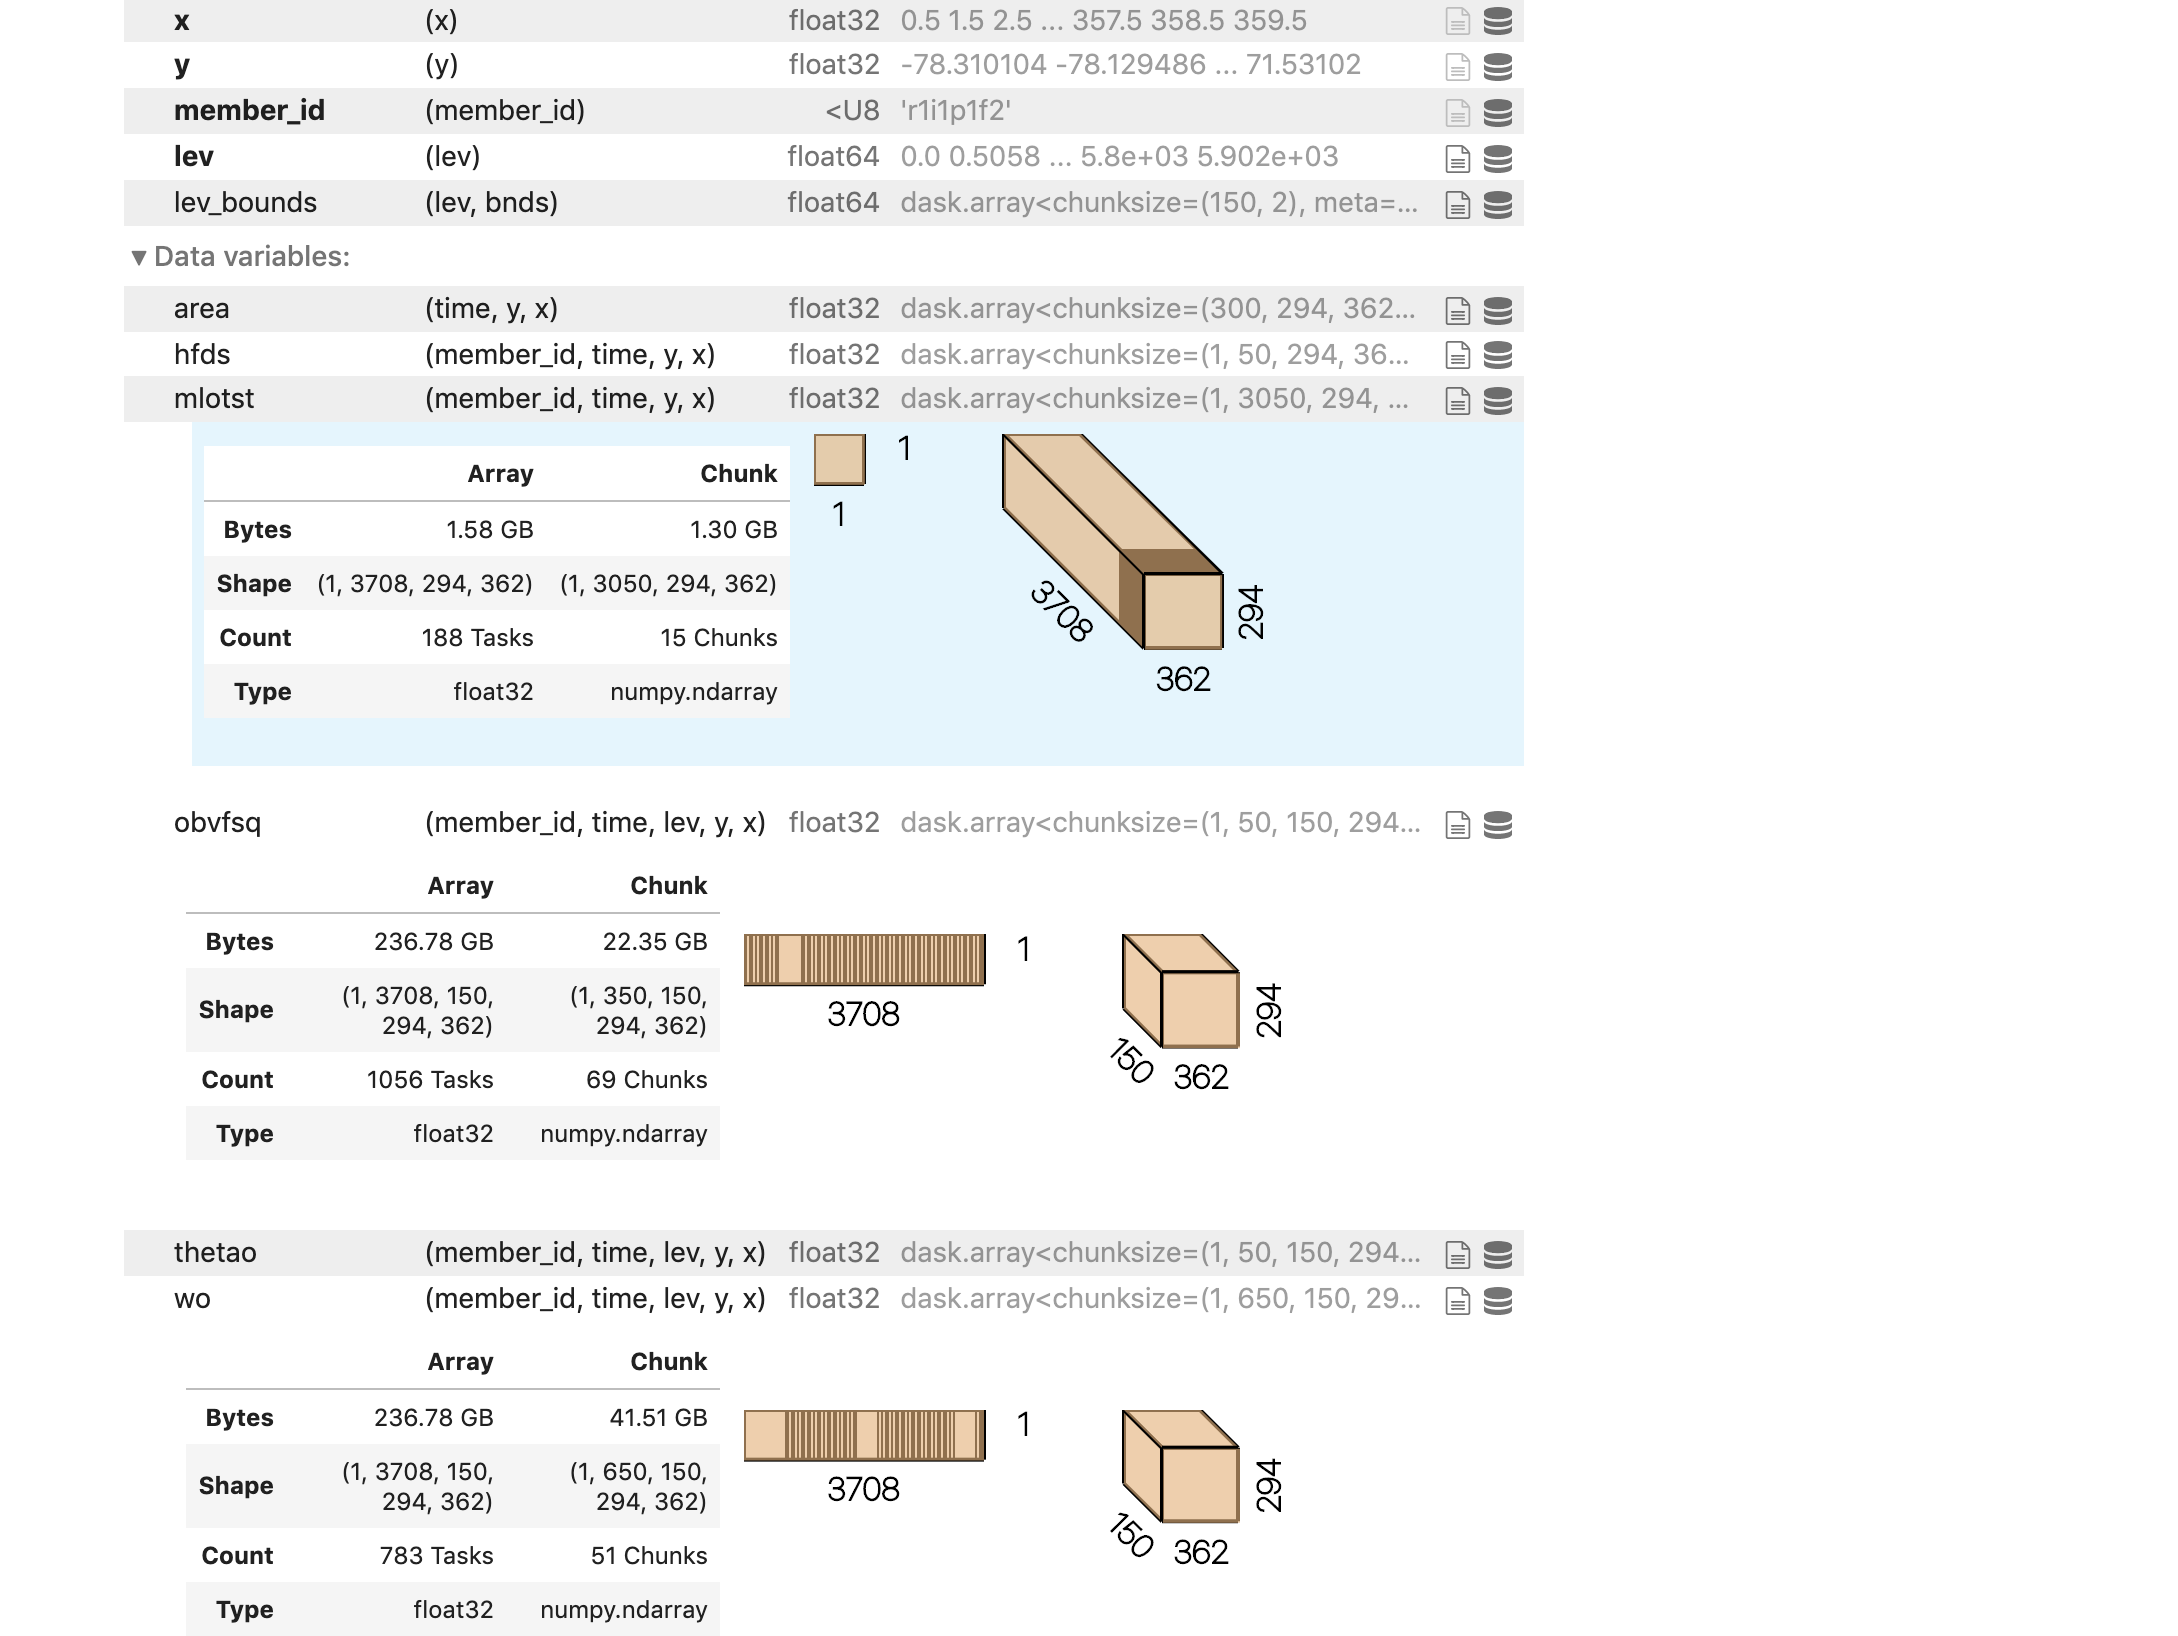 x (x) float32 0.5 1.5 2.5 ... 357.5 358.5 359.5
y (y) float32 -78.310104 -78.129486 ... 71.53102
member_id (member_id) <U8 'r1i1p1f2'
lev (lev) float64 0.0 0.5058 ... 5.8e+03 5.902e+03
lev_bounds (lev, bnds) float64 dask.array<chunksize=(150, 2), meta=...
▼ Data variables:
area (time, y, x) float32 dask.array<chunksize=(300, 294, 362...
hfds (member_id, time, y, x) float32 dask.array<chunksize=(1, 50, 294, 36...
mlotst (member_id, time, y, x) float32 dask.array<chunksize=(1, 3050, 294, ...
Array Chunk
Bytes 1.58 GB 1.30 GB
Shape (1, 3708, 294, 362) (1, 3050, 294, 362)
Count 188 Tasks 15 Chunks
Type float32 numpy.ndarray
1
1
3708
294
362
obvfsq (member_id, time, lev, y, x) float32 dask.array<chunksize=(1, 50, 150, 294...
Array Chunk
Bytes 236.78 GB 22.35 GB
Shape (1, 3708, 150, 294, 362) (1, 350, 150, 294, 362)
Count 1056 Tasks 69 Chunks
Type float32 numpy.ndarray
1
3708
294
150
362
thetao (member_id, time, lev, y, x) float32 dask.array<chunksize=(1, 50, 150, 294...
wo (member_id, time, lev, y, x) float32 dask.array<chunksize=(1, 650, 150, 29...
Array Chunk
Bytes 236.78 GB 41.51 GB
Shape (1, 3708, 150, 294, 362) (1, 650, 150, 294, 362)
Count 783 Tasks 51 Chunks
Type float32 numpy.ndarray
1
3708
294
150
362